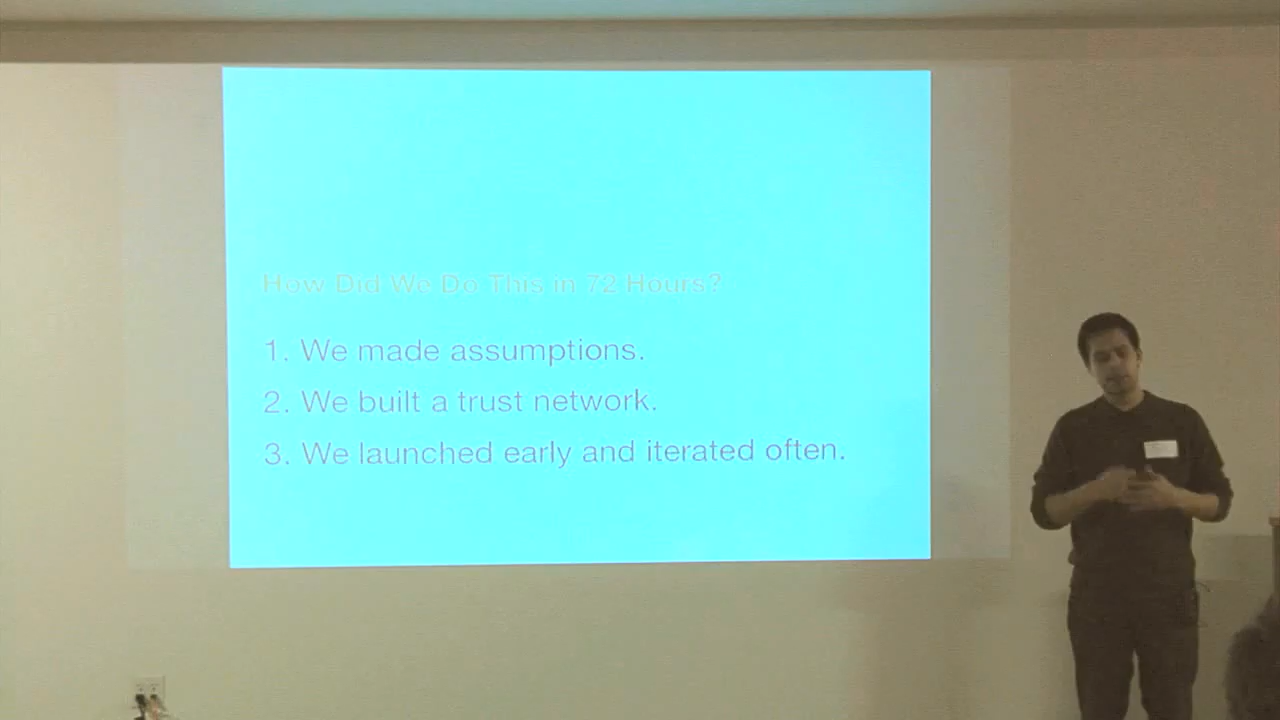 How Did We Do This in 72 Hours?
1. We made assumptions.
2. We built a trust network.
3. We launched early and iterated often.